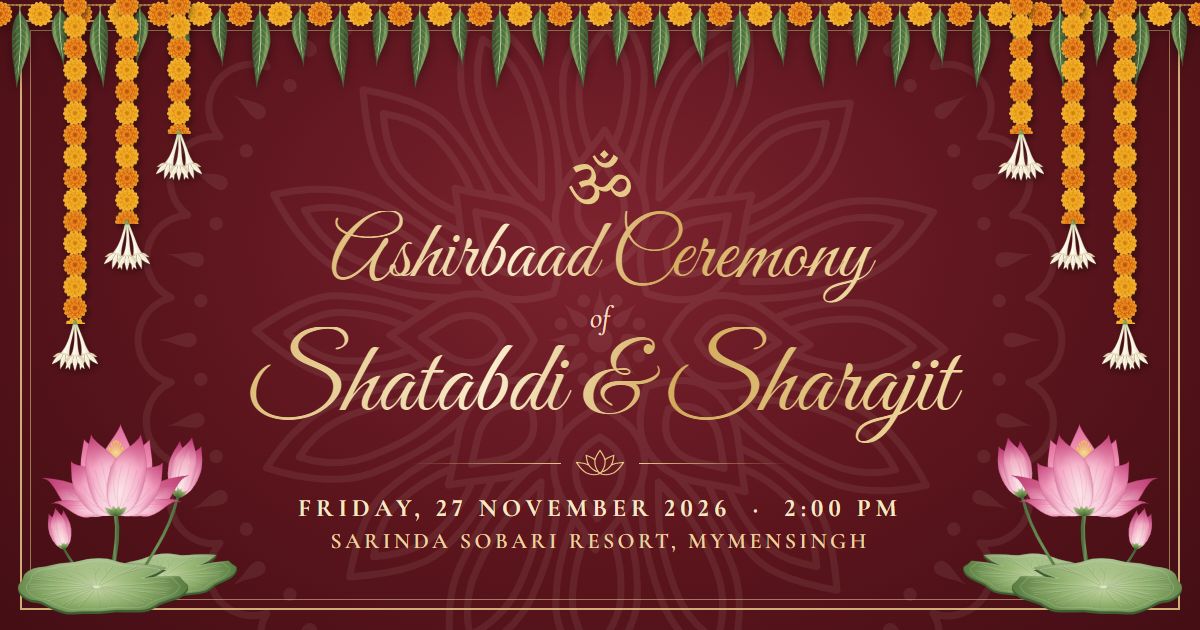 ॐ
Ashirbaad Ceremony
of
Shatabdi & Sharajit
FRIDAY, 27 NOVEMBER 2026 · 2:00 PM
SARINDA SOBARI RESORT, MYMENSINGH